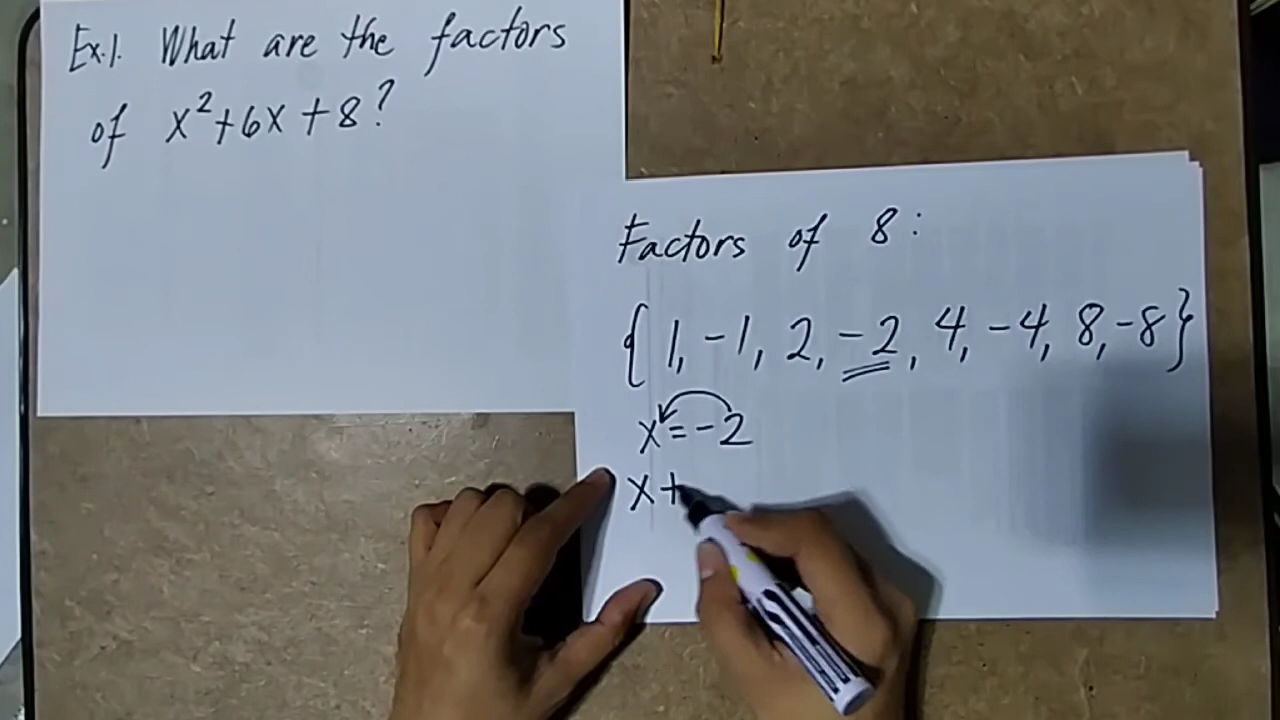 Ex.1. What are the factors
of x²+6x+8?
Factors of 8:
{1, -1, 2, -2, 4, -4, 8, -8}
x=-2
x+